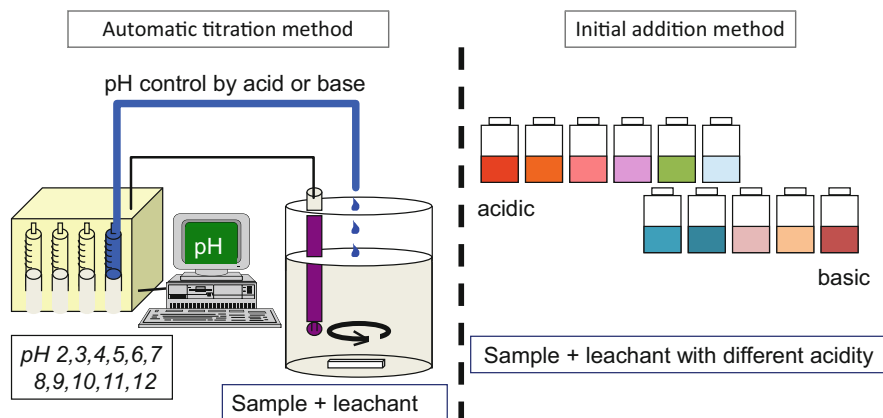 Automatic titration method
pH control by acid or base
pH
pH 2,3,4,5,6,7
8,9,10,11,12
Sample + leachant
Initial addition method
acidic
basic
Sample + leachant with different acidity